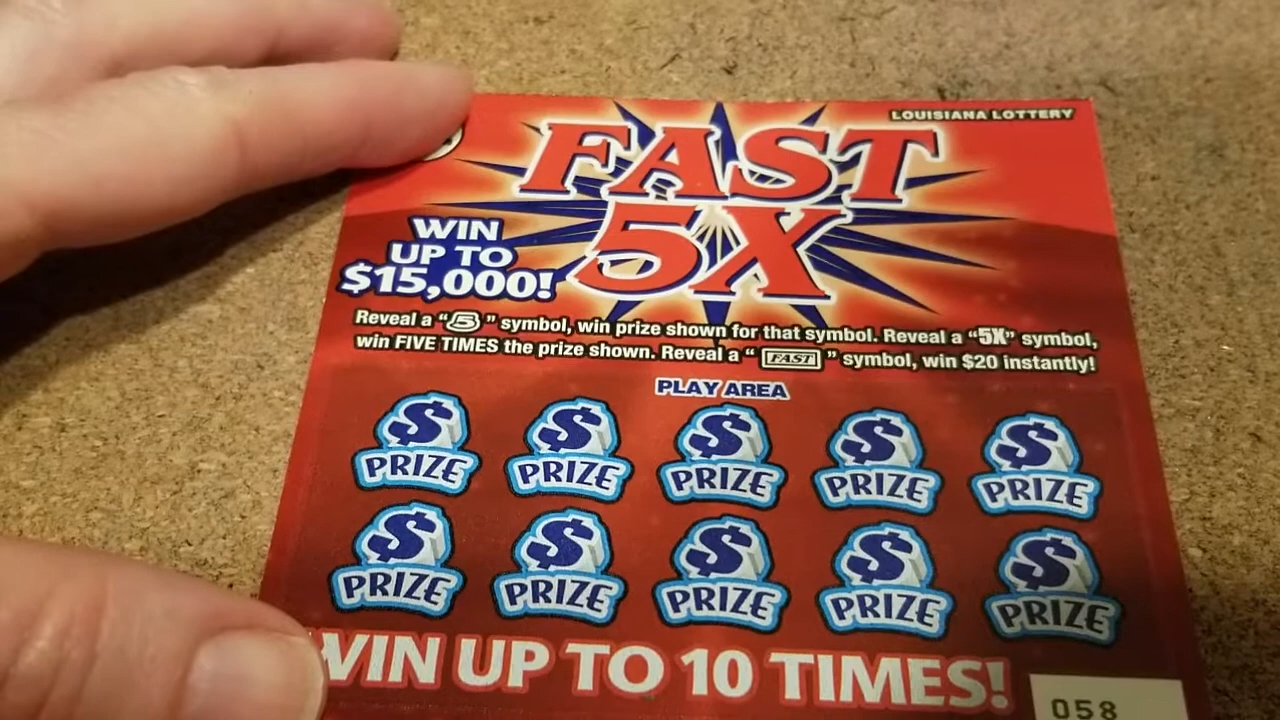 LOUISIANA LOTTERY
FAST
5X
WIN
UP TO
$15,000!
Reveal a "5" symbol, win prize shown for that symbol. Reveal a "5X" symbol,
win FIVE TIMES the prize shown. Reveal a "FAST" symbol, win $20 instantly!
PLAY AREA
$ $ $ $ $
PRIZE PRIZE PRIZE PRIZE PRIZE
$ $ $ $ $
PRIZE PRIZE PRIZE PRIZE PRIZE
WIN UP TO 10 TIMES!
058